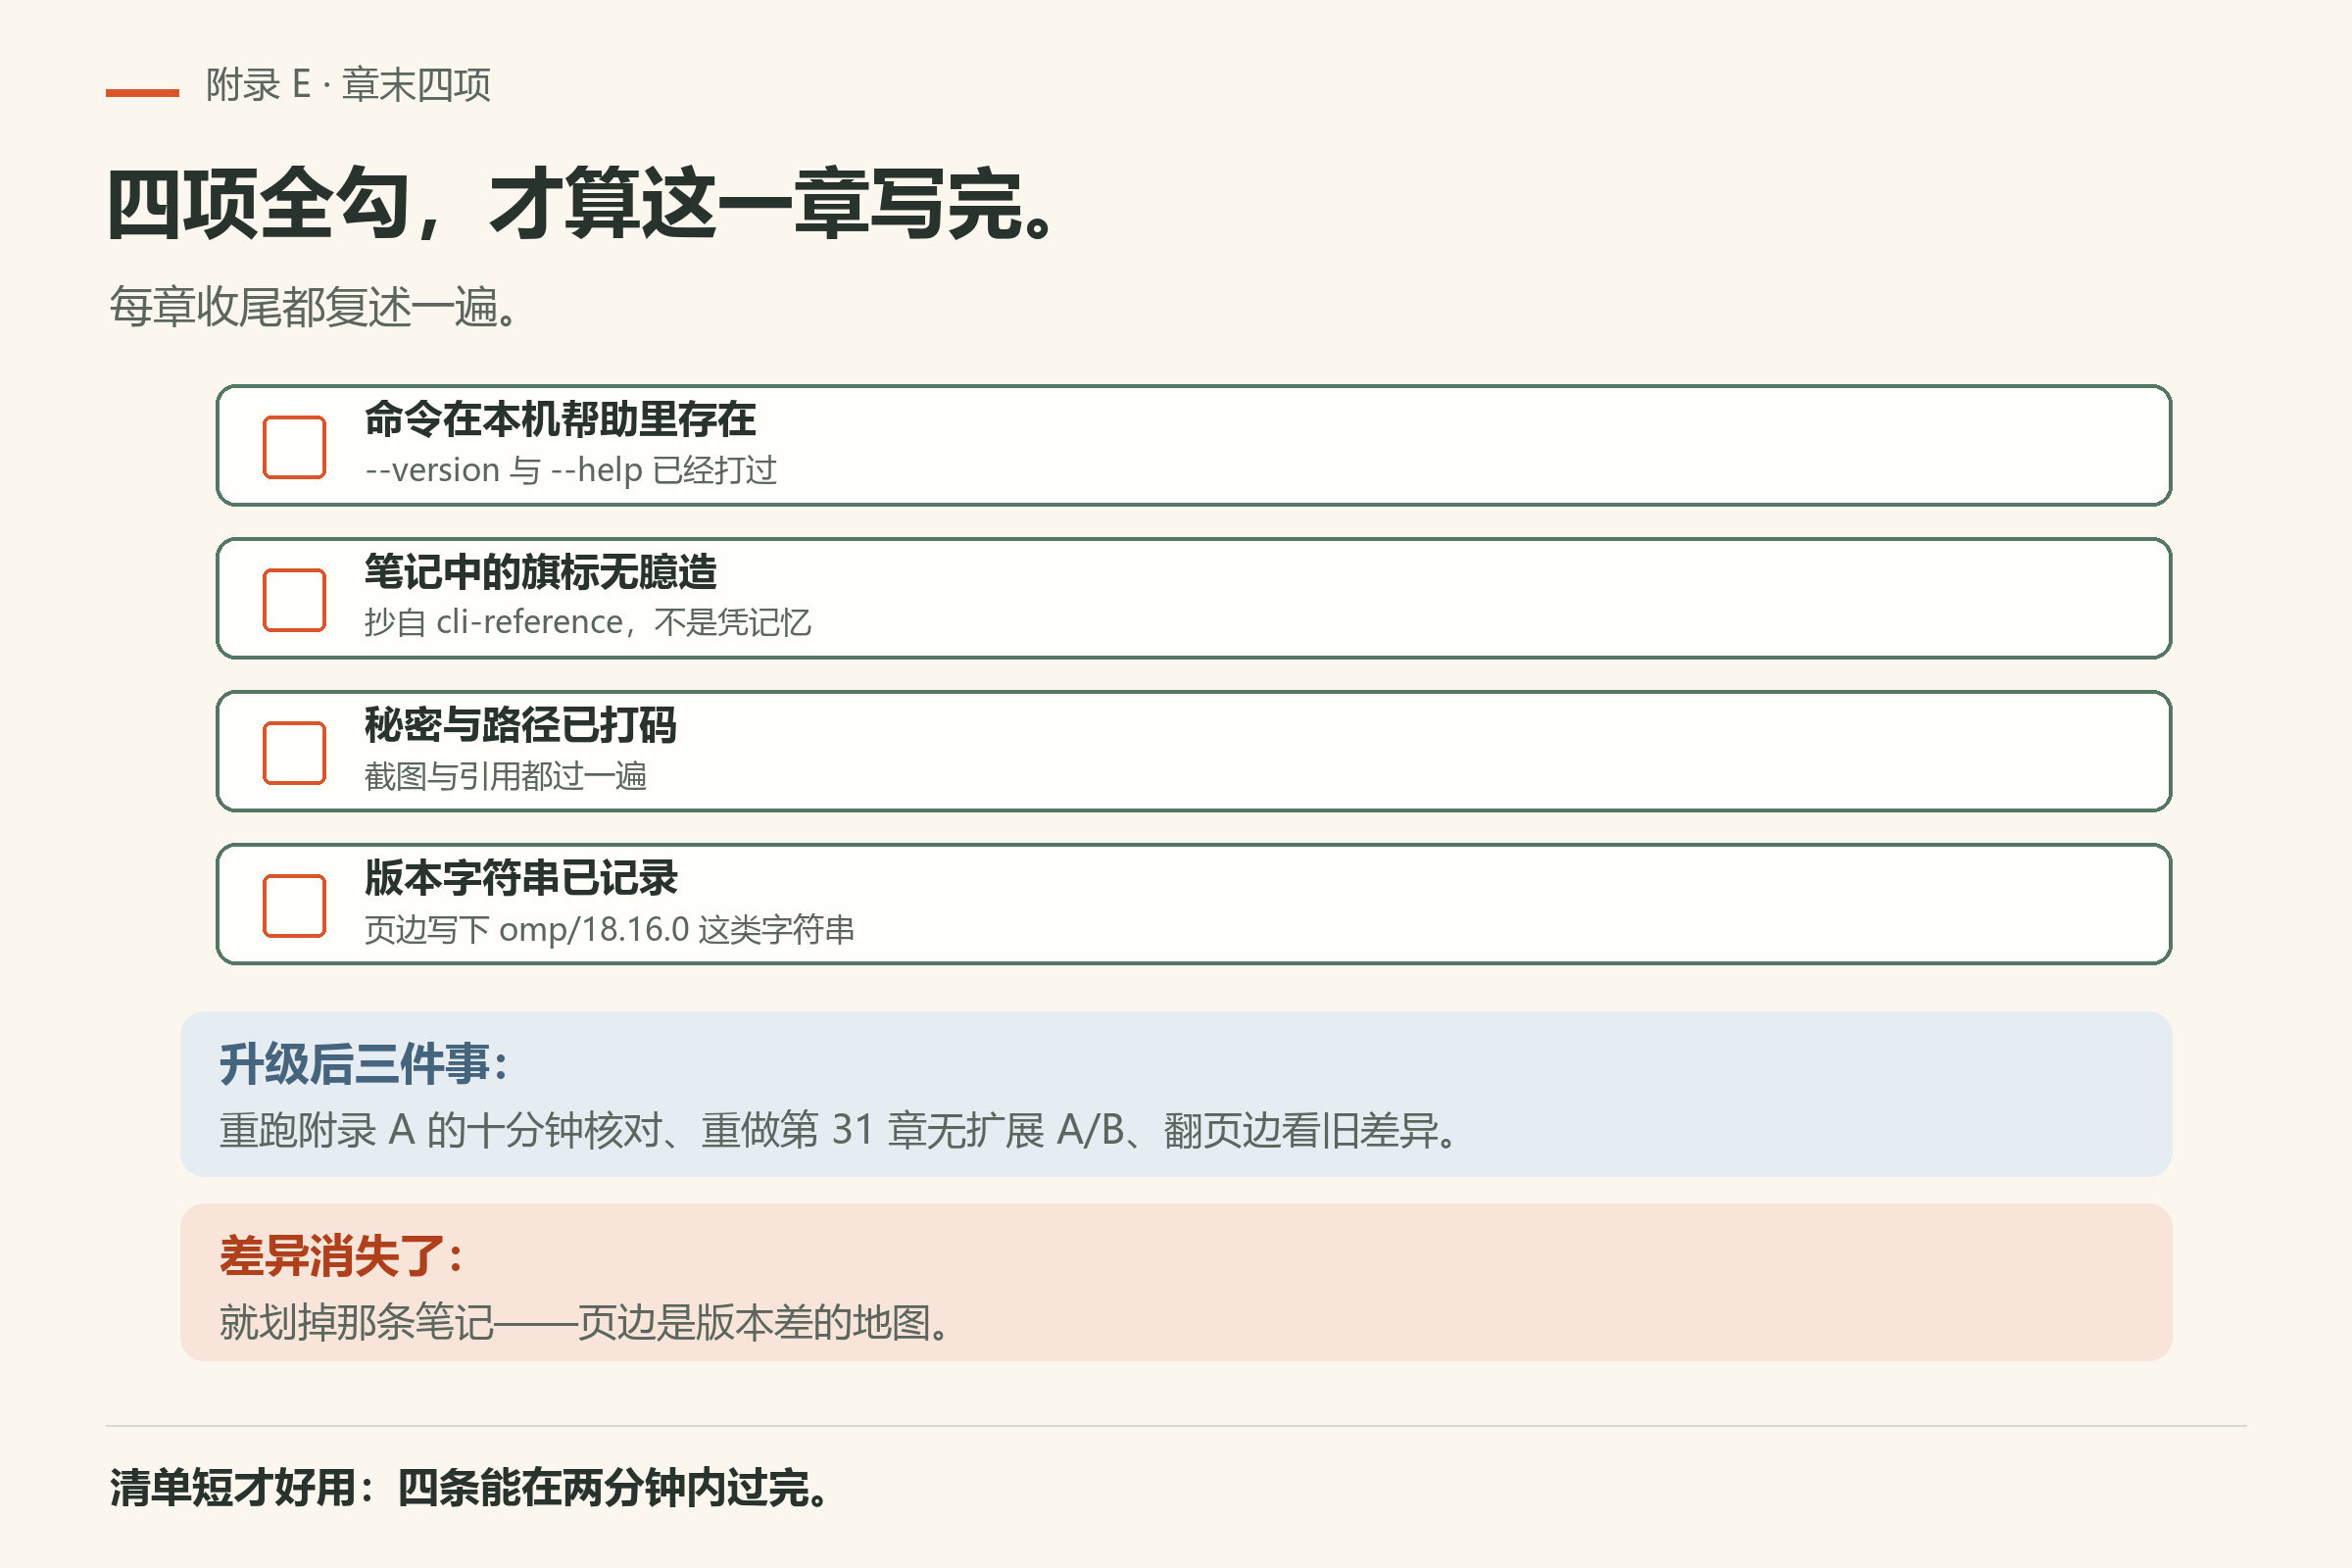 附录 E · 章末四项
四项全勾，才算这一章写完。
每章收尾都复述一遍。
命令在本机帮助里存在
--version 与 --help 已经打过
笔记中的旗标无臆造
抄自 cli-reference，不是凭记忆
秘密与路径已打码
截图与引用都过一遍
版本字符串已记录
页边写下 omp/18.16.0 这类字符串
升级后三件事：
重跑附录 A 的十分钟核对、重做第 31 章无扩展 A/B、翻页边看旧差异。
差异消失了：
就划掉那条笔记——页边是版本差的地图。
清单短才好用：四条能在两分钟内过完。